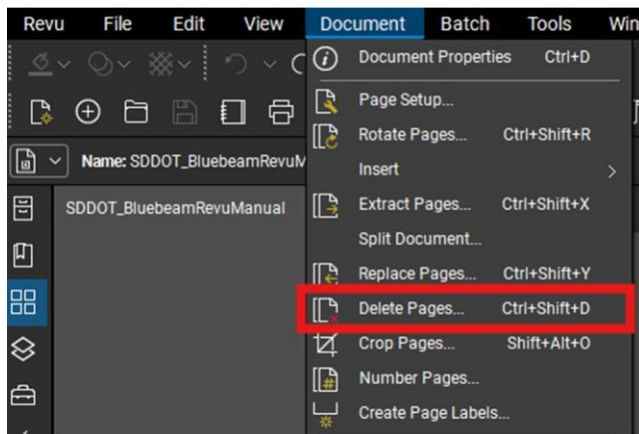 Revu File Edit View Document Batch Tools
Document Properties Ctrl+D
Page Setup...
Name: SDDOT_BluebeamRevuM
Rotate Pages... Ctrl+Shift+R
Insert
SDDOT_BluebeamRevuManual
Extract Pages... Ctrl+Shift+X
Split Document...
Replace Pages... Ctrl+Shift+Y
Delete Pages... Ctrl+Shift+D
Crop Pages... Shift+Alt+O
Number Pages...
Create Page Labels...